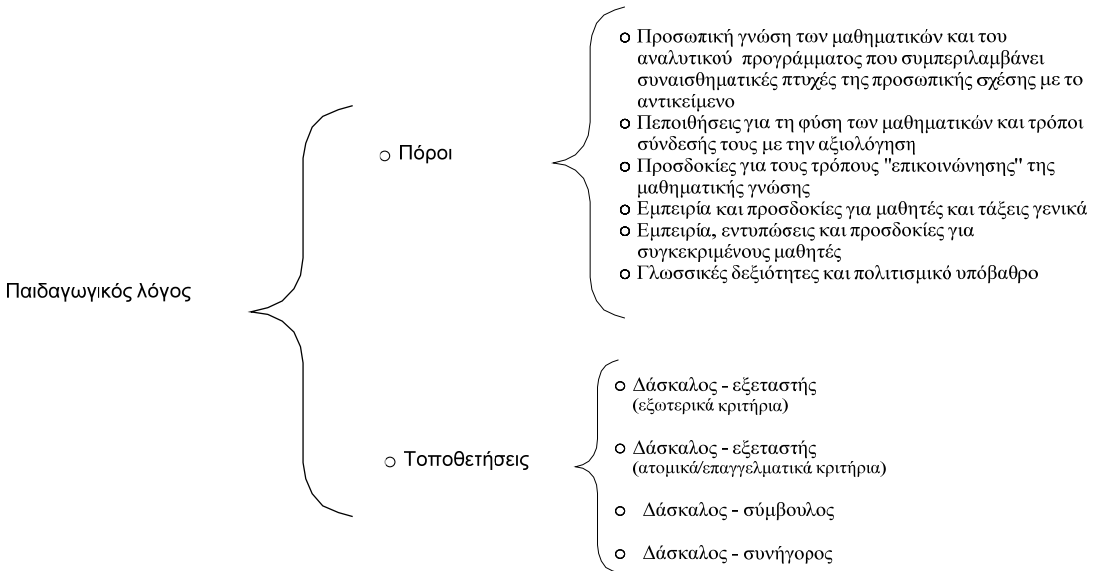 Παιδαγωγικός λόγος
○ Πόροι
○ Προσωπική γνώση των μαθηματικών και του
αναλυτικού προγράμματος που συμπεριλαμβάνει
συναισθηματικές πτυχές της προσωπικής σχέσης με το
αντικείμενο
○ Πεποιθήσεις για τη φύση των μαθηματικών και τρόποι
σύνδεσής τους με την αξιολόγηση
○ Προσδοκίες για τους τρόπους "επικοινώνησης" της
μαθηματικής γνώσης
○ Εμπειρία και προσδοκίες για μαθητές και τάξεις γενικά
○ Εμπειρία, εντυπώσεις και προσδοκίες για
συγκεκριμένους μαθητές
○ Γλωσσικές δεξιότητες και πολιτισμικό υπόβαθρο
○ Τοποθετήσεις
○ Δάσκαλος - εξεταστής
(εξωτερικά κριτήρια)
○ Δάσκαλος - εξεταστής
(ατομικά/επαγγελματικά κριτήρια)
○ Δάσκαλος - σύμβουλος
○ Δάσκαλος - συνήγορος